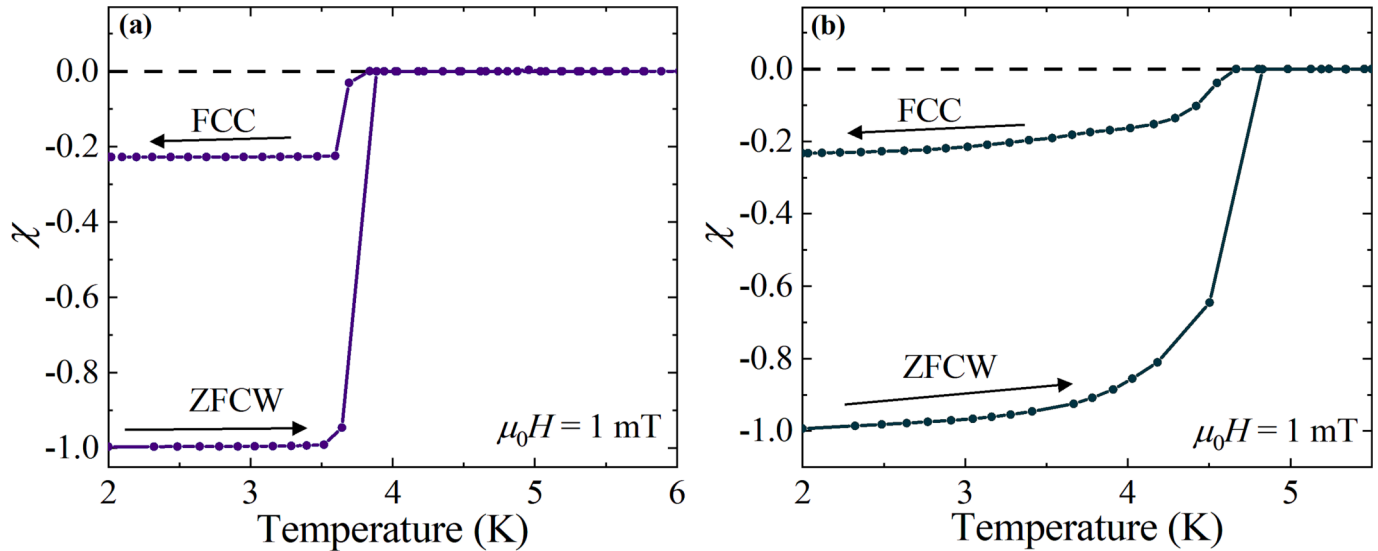 (a)
0.0
-0.2
-0.4
-0.6
-0.8
-1.0
χ
FCC
ZFCW
μ₀H = 1 mT
2 3 4 5 6
Temperature (K)
(b)
0.0
-0.2
-0.4
-0.6
-0.8
-1.0
χ
FCC
ZFCW
μ₀H = 1 mT
2 3 4 5
Temperature (K)